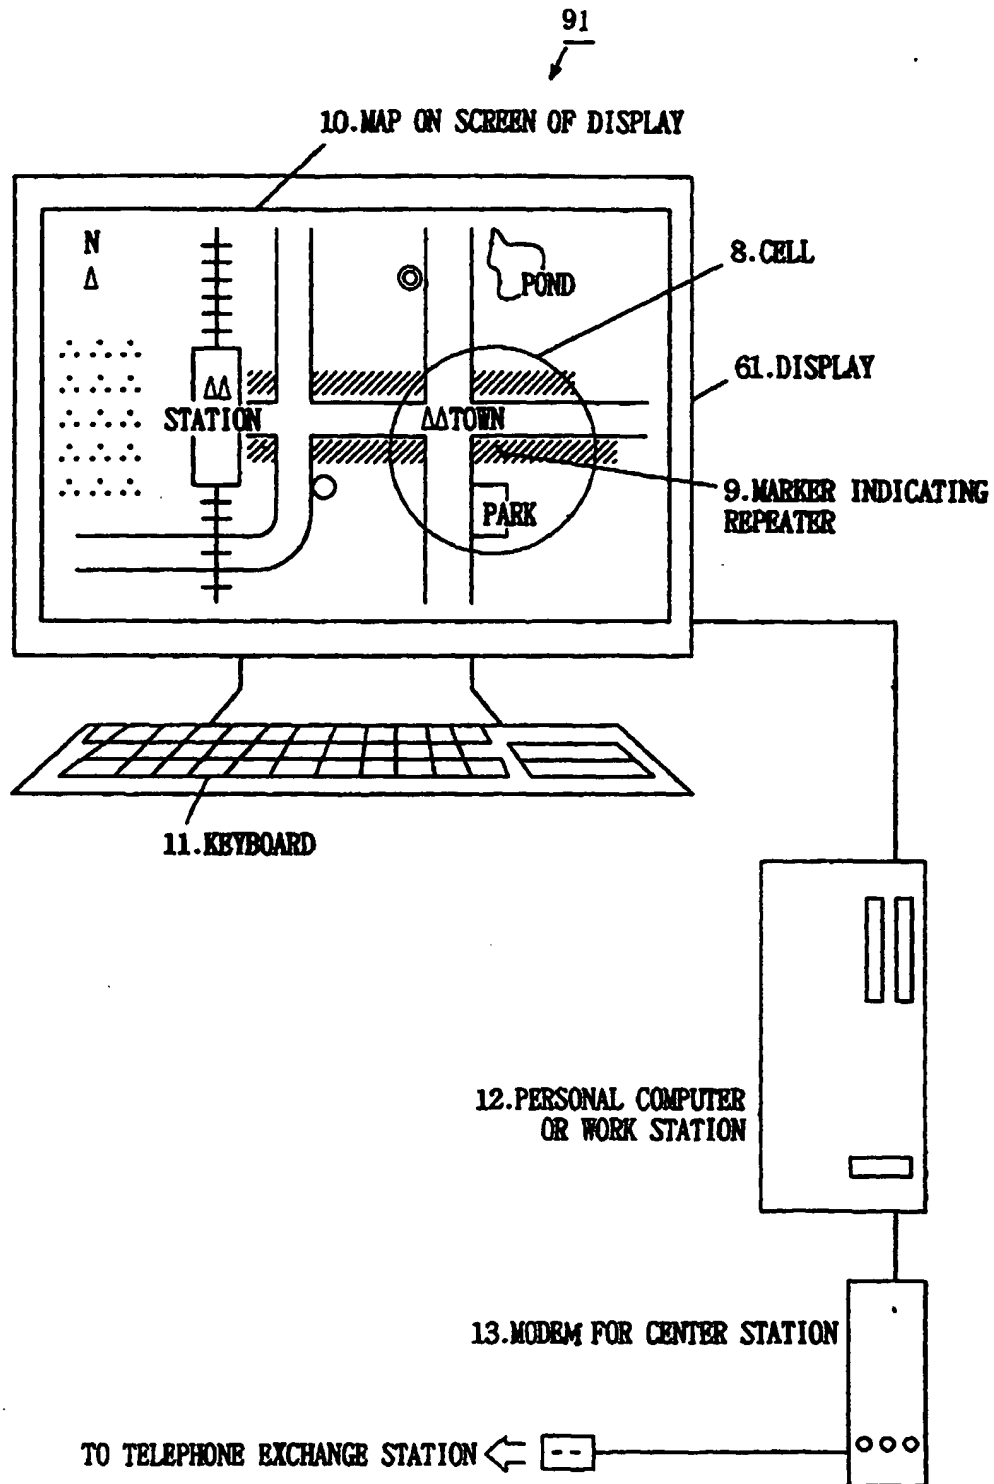 91
10.MAP ON SCREEN OF DISPLAY
N
8.CELL
POND
61.DISPLAY
ΔΔ
STATION
ΔΔTOWN
9.MARKER INDICATING
REPEATER
PARK
11.KEYBOARD
12.PERSONAL COMPUTER
OR WORK STATION
13.MODEM FOR CENTER STATION
TO TELEPHONE EXCHANGE STATION